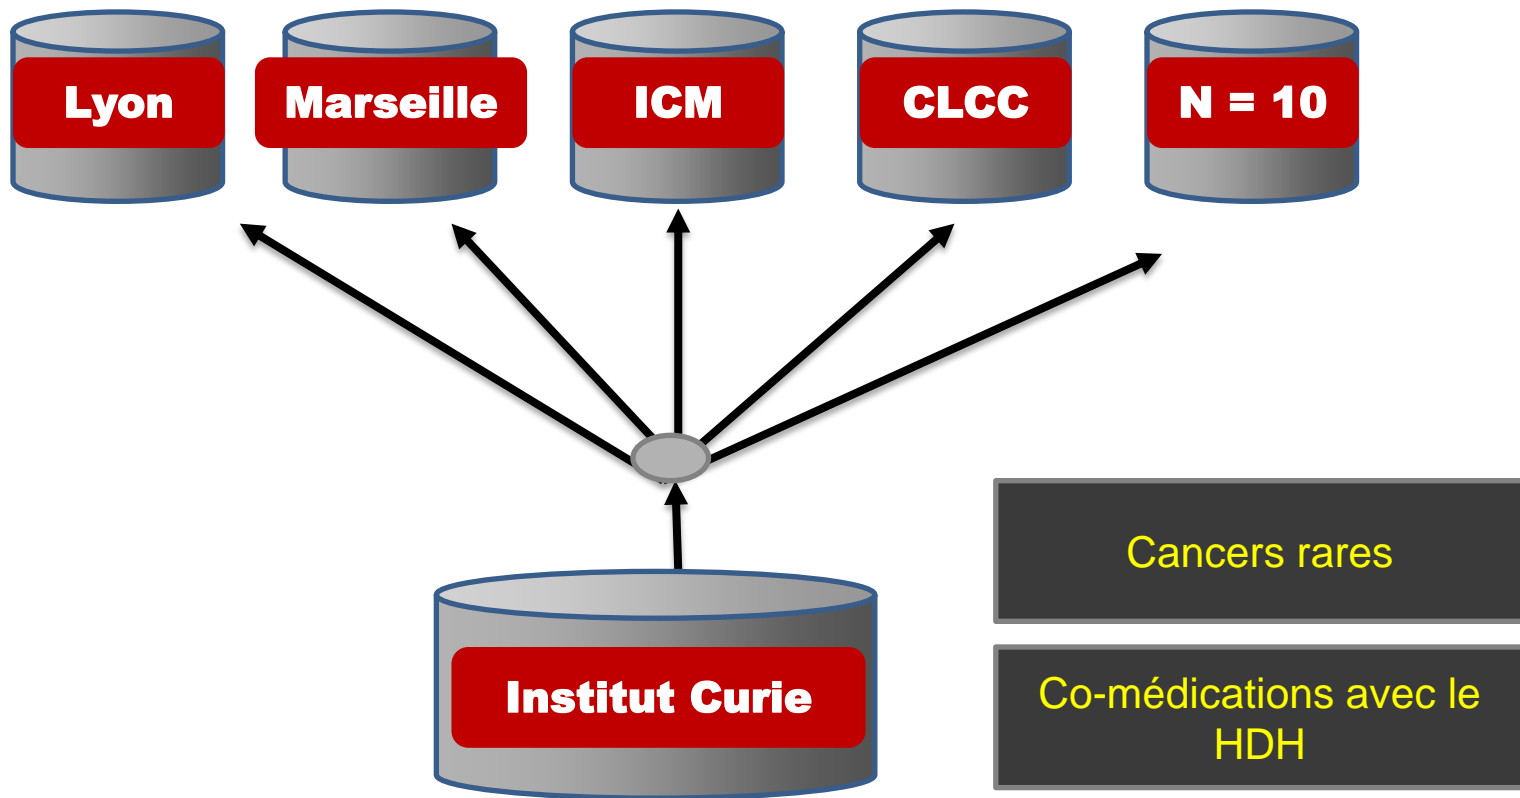 Lyon
Marseille
ICM
CLCC
N = 10
Cancers rares
Institut Curie
Co-médications avec le
HDH